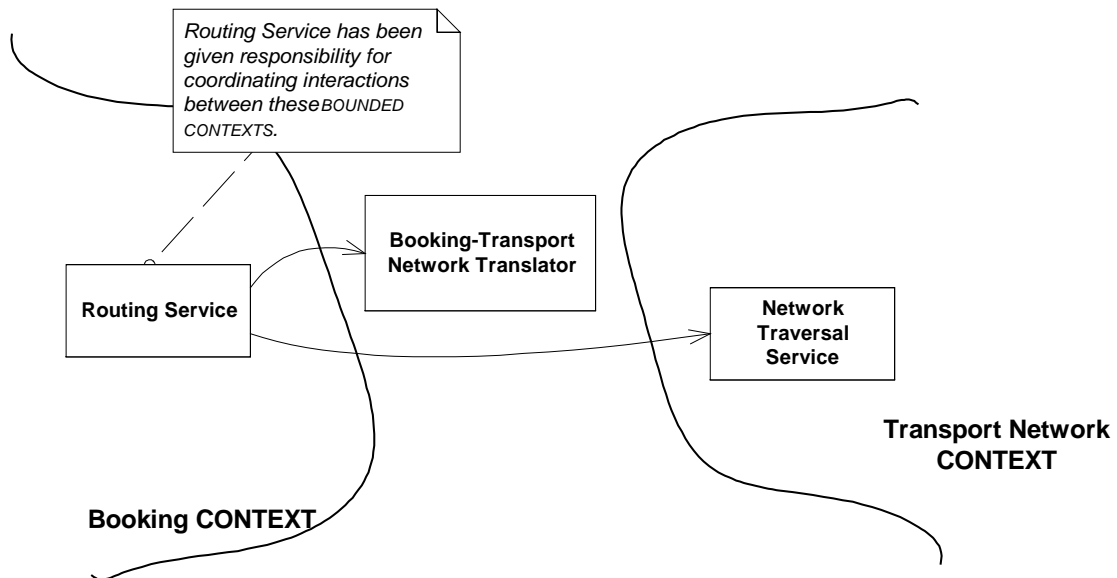 Routing Service has been
given responsibility for
coordinating interactions
between these BOUNDED
CONTEXTS.
Booking-Transport
Network Translator
Routing Service
Network
Traversal
Service
Transport Network
CONTEXT
Booking CONTEXT